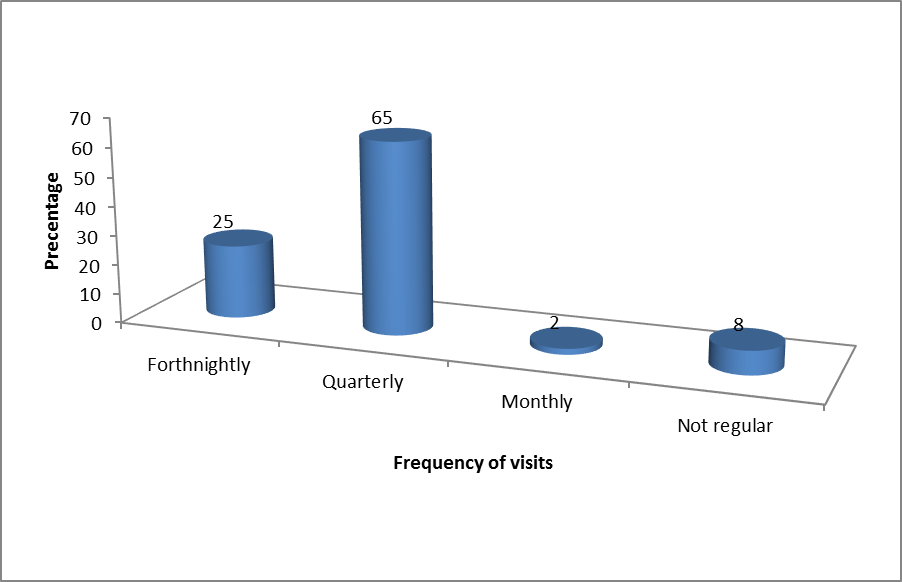 70
60
50
40
30
20
10
0
Precentage
25
65
2
8
Forthnightly
Quarterly
Monthly
Not regular
Frequency of visits